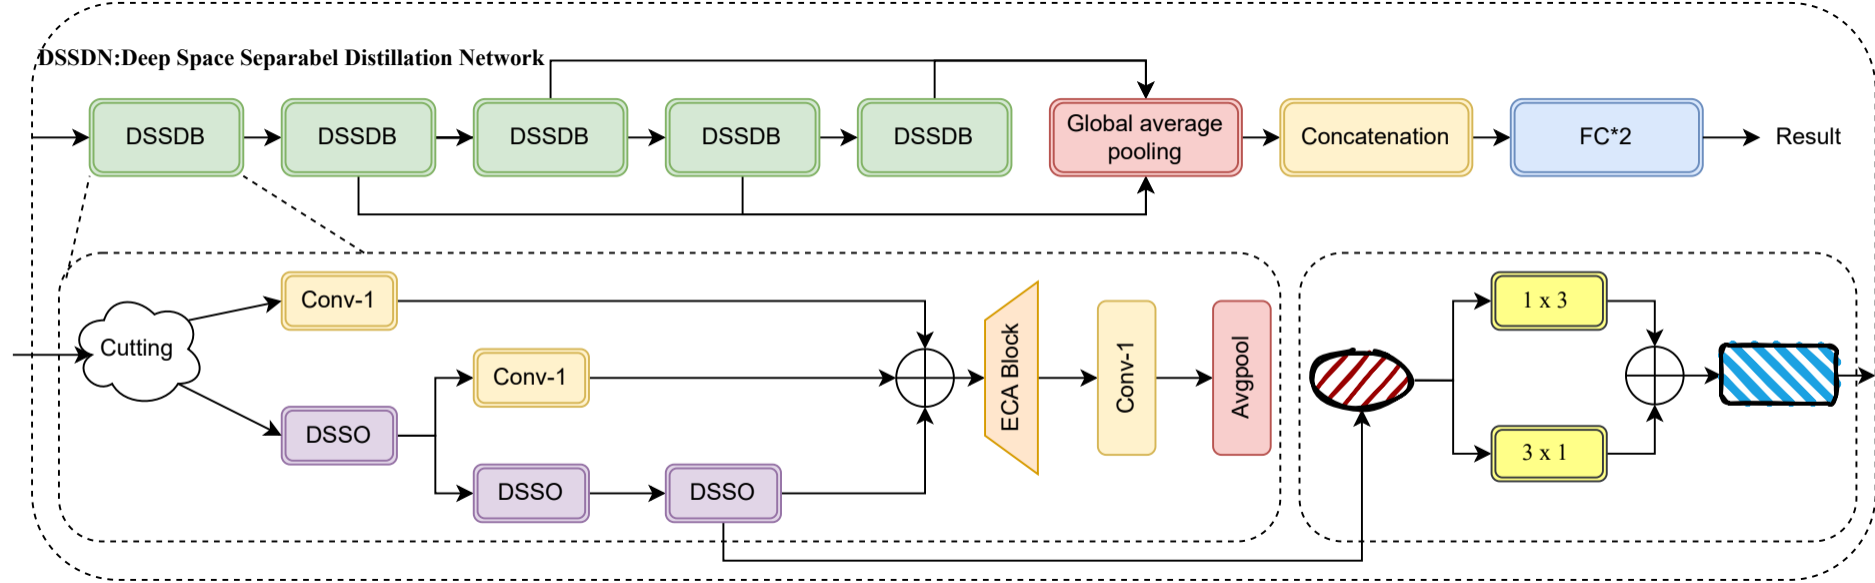 DSSDN:Deep Space Separabel Distillation Network
DSSDB
DSSDB
DSSDB
DSSDB
DSSDB
Global average
pooling
Concatenation
FC*2
Result
Cutting
Conv-1
Conv-1
DSSO
DSSO
DSSO
ECA Block
Conv-1
Avgpool
1 x 3
3 x 1